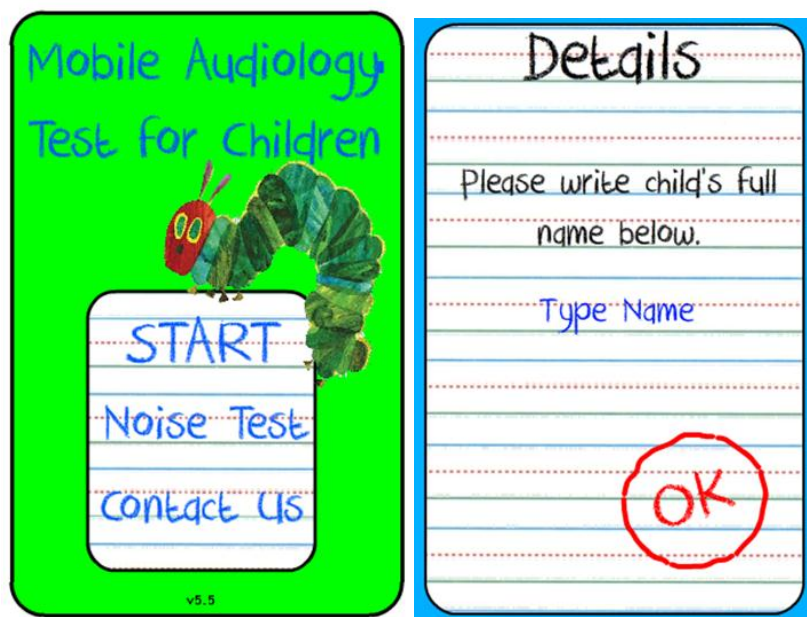 Mobile Audiology
Test for Children
START
Noise Test
Contact Us
v5.5
Details
Please write child's full
name below.
Type Name
OK